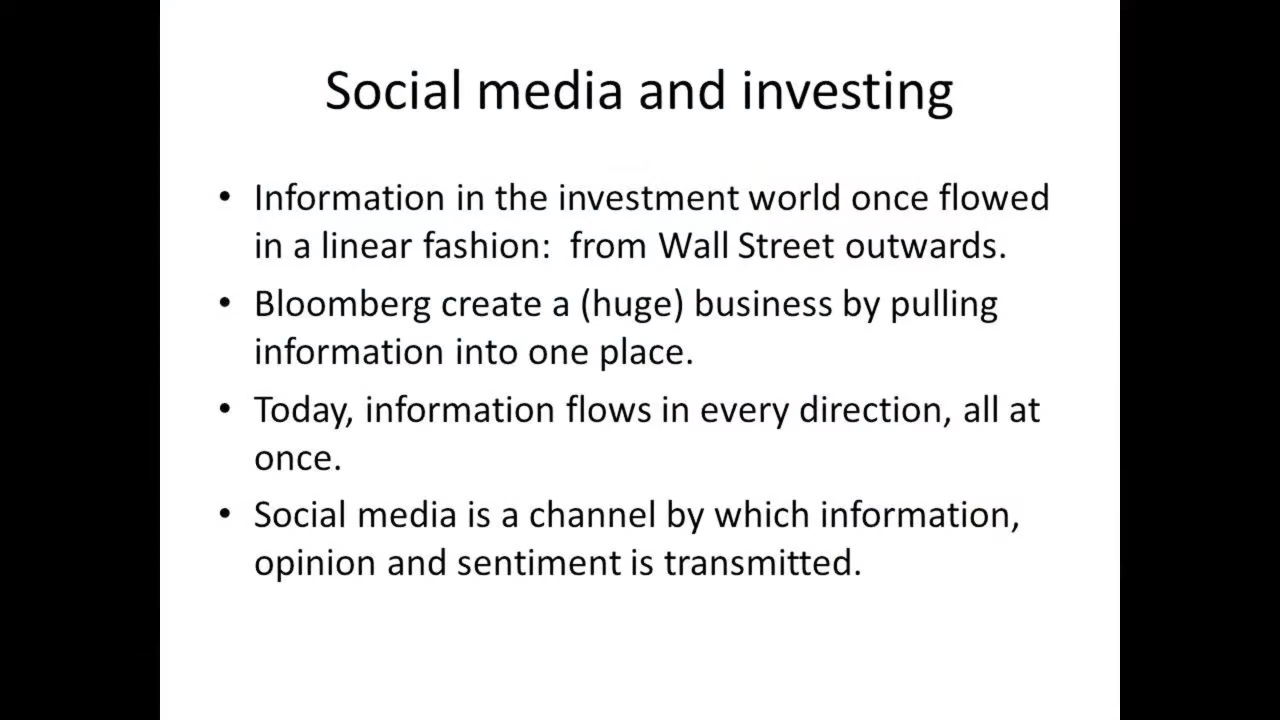 Social media and investing
• Information in the investment world once flowed
in a linear fashion:  from Wall Street outwards.
• Bloomberg create a (huge) business by pulling
information into one place.
• Today, information flows in every direction, all at
once.
• Social media is a channel by which information,
opinion and sentiment is transmitted.